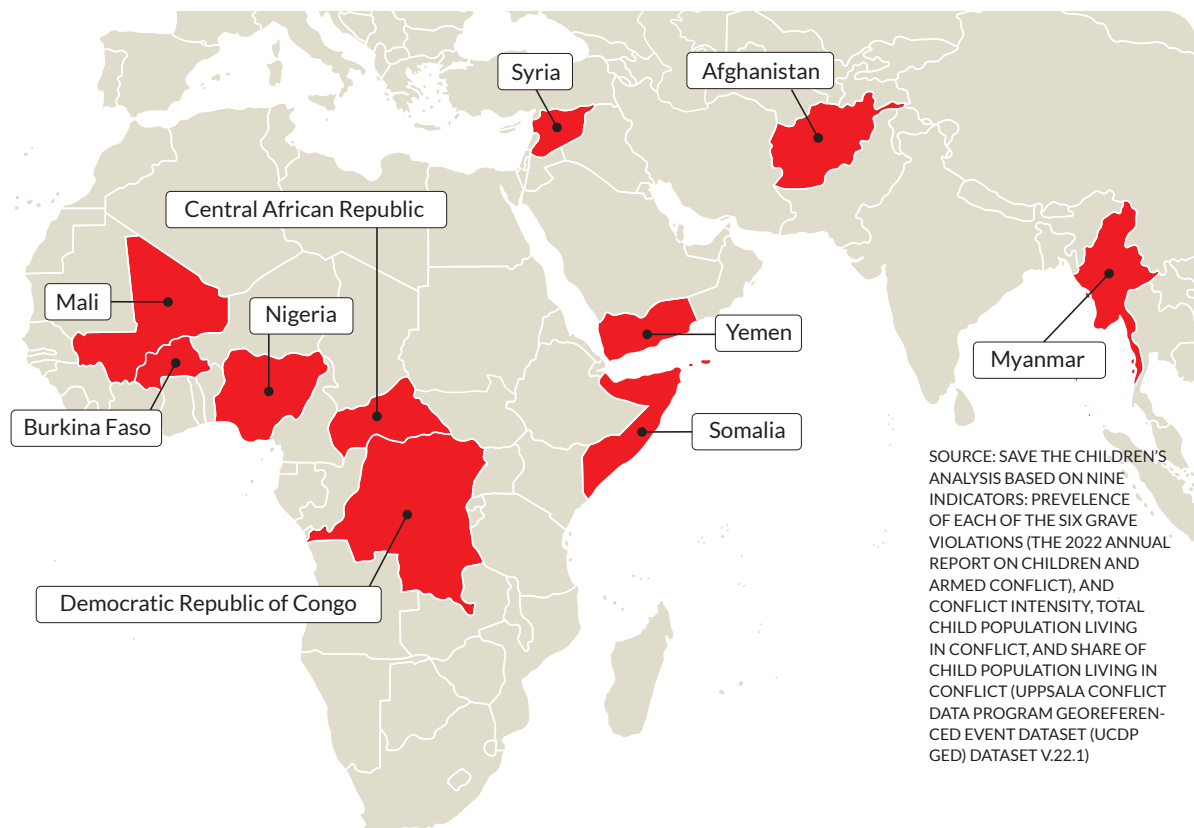 Syria
Afghanistan
Central African Republic
Mali
Nigeria
Yemen
Myanmar
Burkina Faso
Somalia
Democratic Republic of Congo
SOURCE: SAVE THE CHILDREN'S
ANALYSIS BASED ON NINE
INDICATORS: PREVELENCE
OF EACH OF THE SIX GRAVE
VIOLATIONS (THE 2022 ANNUAL
REPORT ON CHILDREN AND
ARMED CONFLICT), AND
CONFLICT INTENSITY, TOTAL
CHILD POPULATION LIVING
IN CONFLICT, AND SHARE OF
CHILD POPULATION LIVING IN
CONFLICT (UPPSALA CONFLICT
DATA PROGRAM GEOREFEREN-
CED EVENT DATASET (UCDP
GED) DATASET V.22.1)